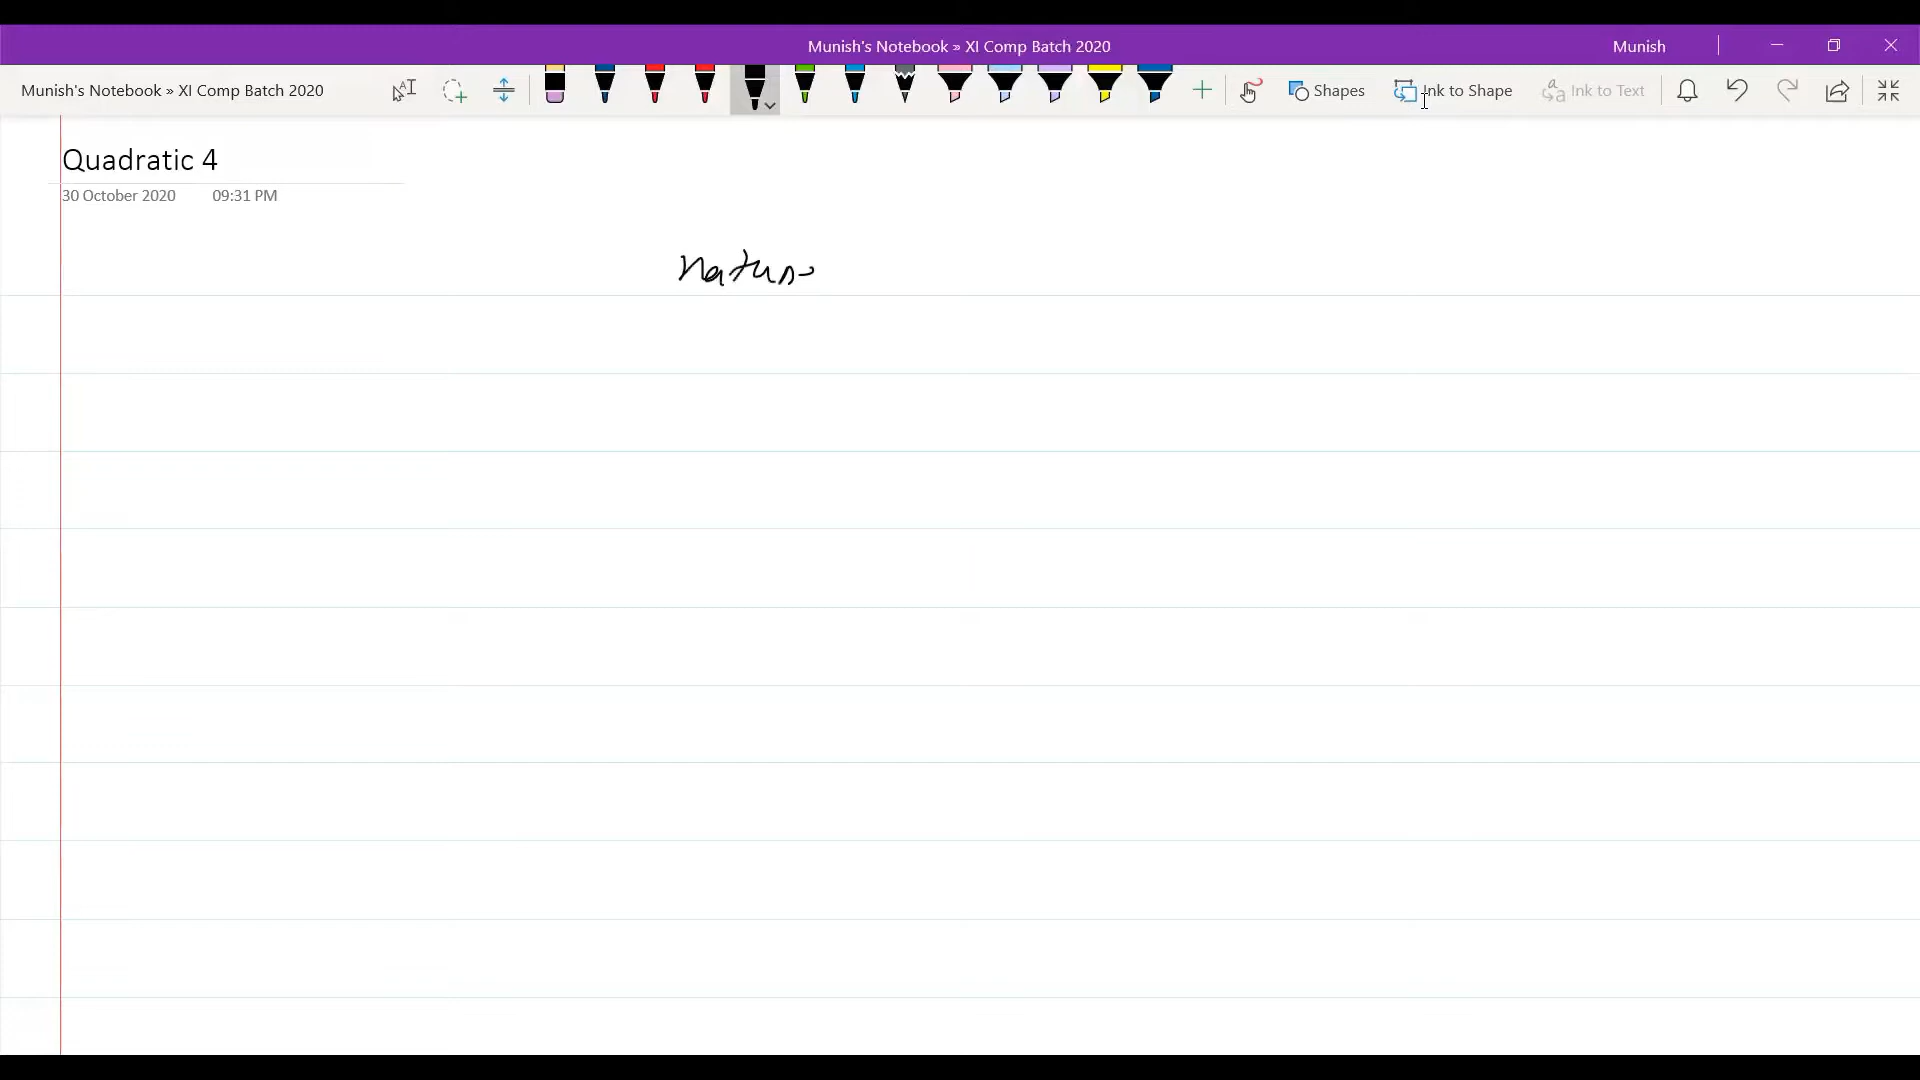 Munish's Notebook » XI Comp Batch 2020
Munish
Munish's Notebook » XI Comp Batch 2020
Shapes
Ink to Shape
Ink to Text
Quadratic 4
30 October 2020 09:31 PM